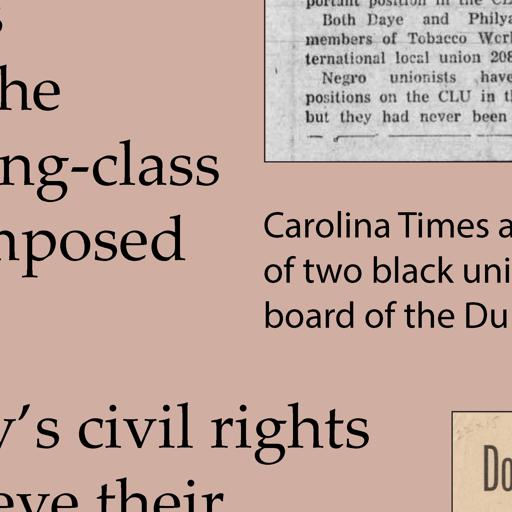 he
ng-class
mposed
y's civil rights
eve their
portant position in the CL
Both Daye and Philya
members of Tobacco Work
ternational local union 208
Negro unionists have
positions on the CLU in th
but they had never been
Carolina Times a
of two black uni
board of the Du
Do